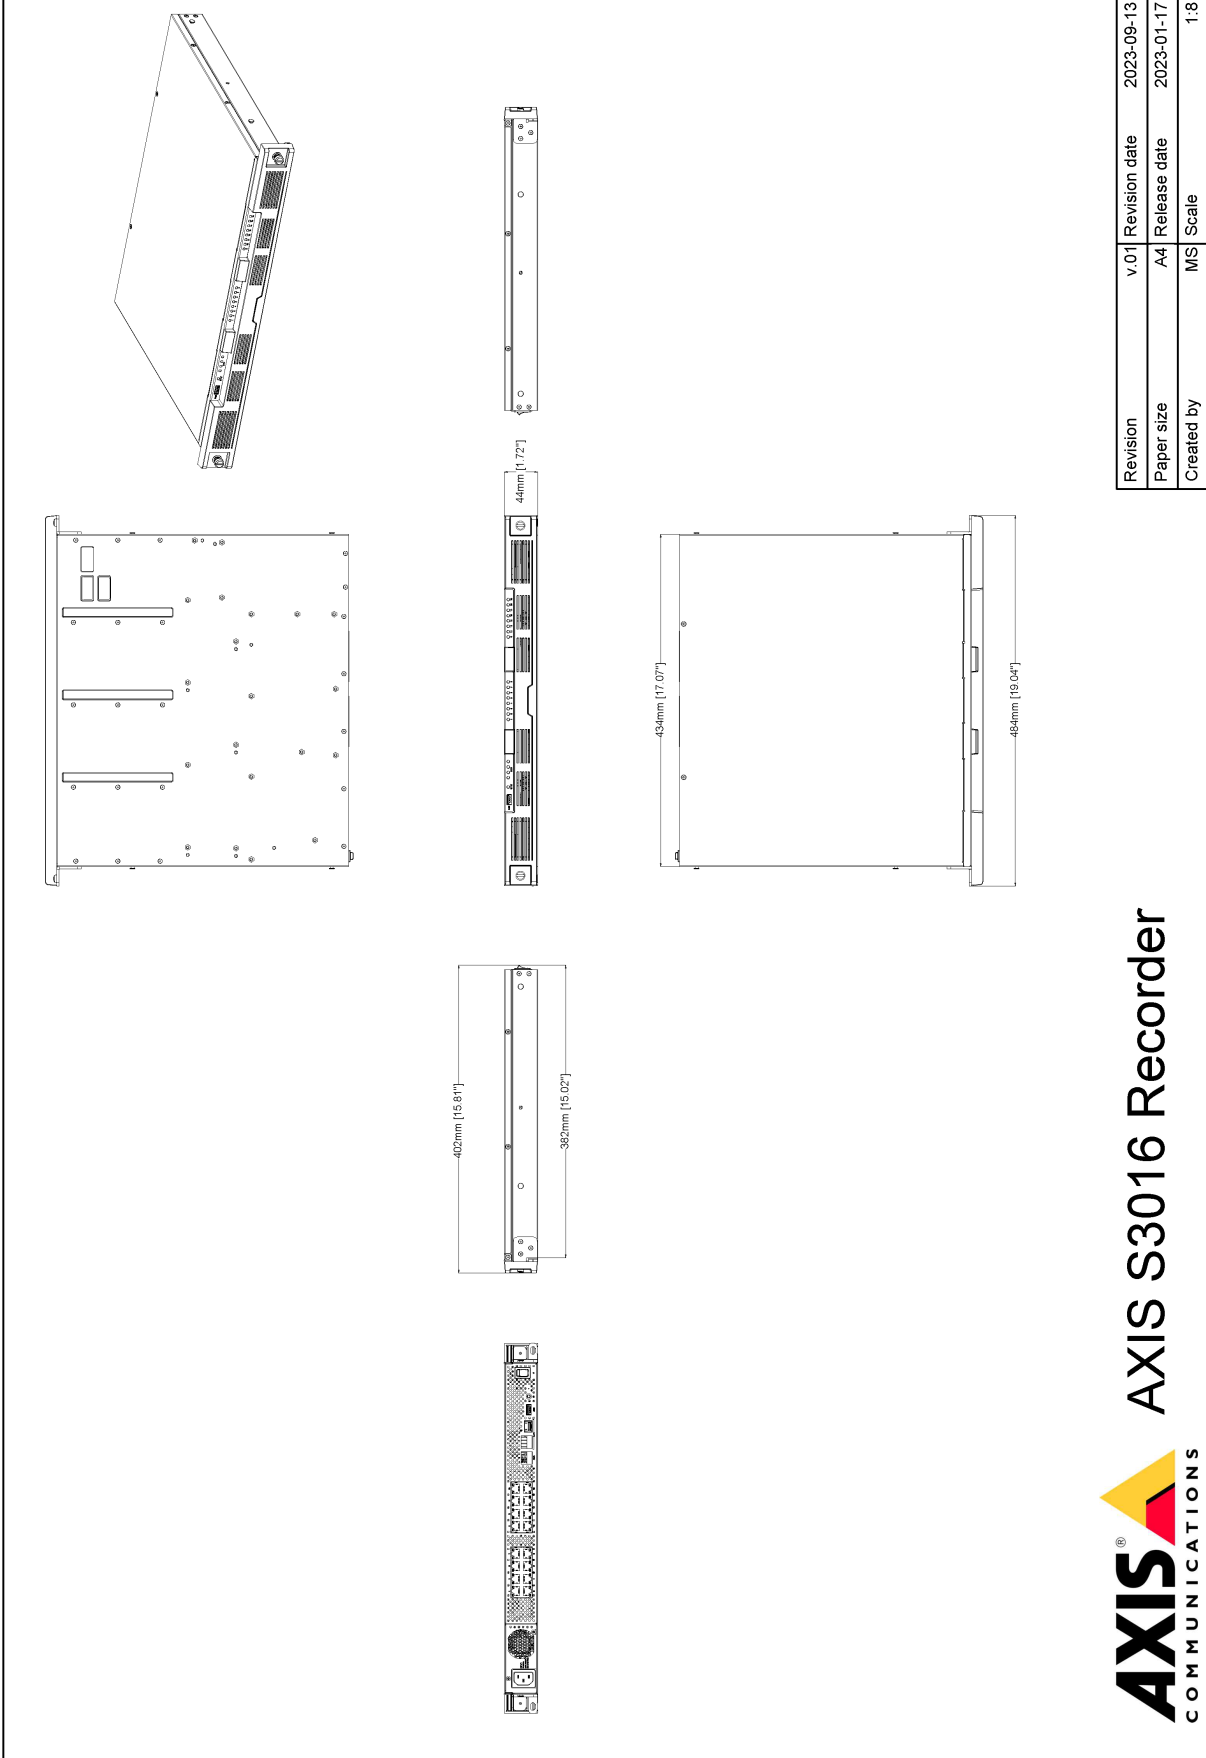 44mm [1.72"]
434mm [17.07"]
484mm [19.04"]
402mm [15.81"]
382mm [15.02"]
AXIS®
COMMUNICATIONS
AXIS S3016 Recorder
Revision v.01 Revision date 2023-09-13
Paper size A4 Release date 2023-01-17
Created by MS Scale 1:8